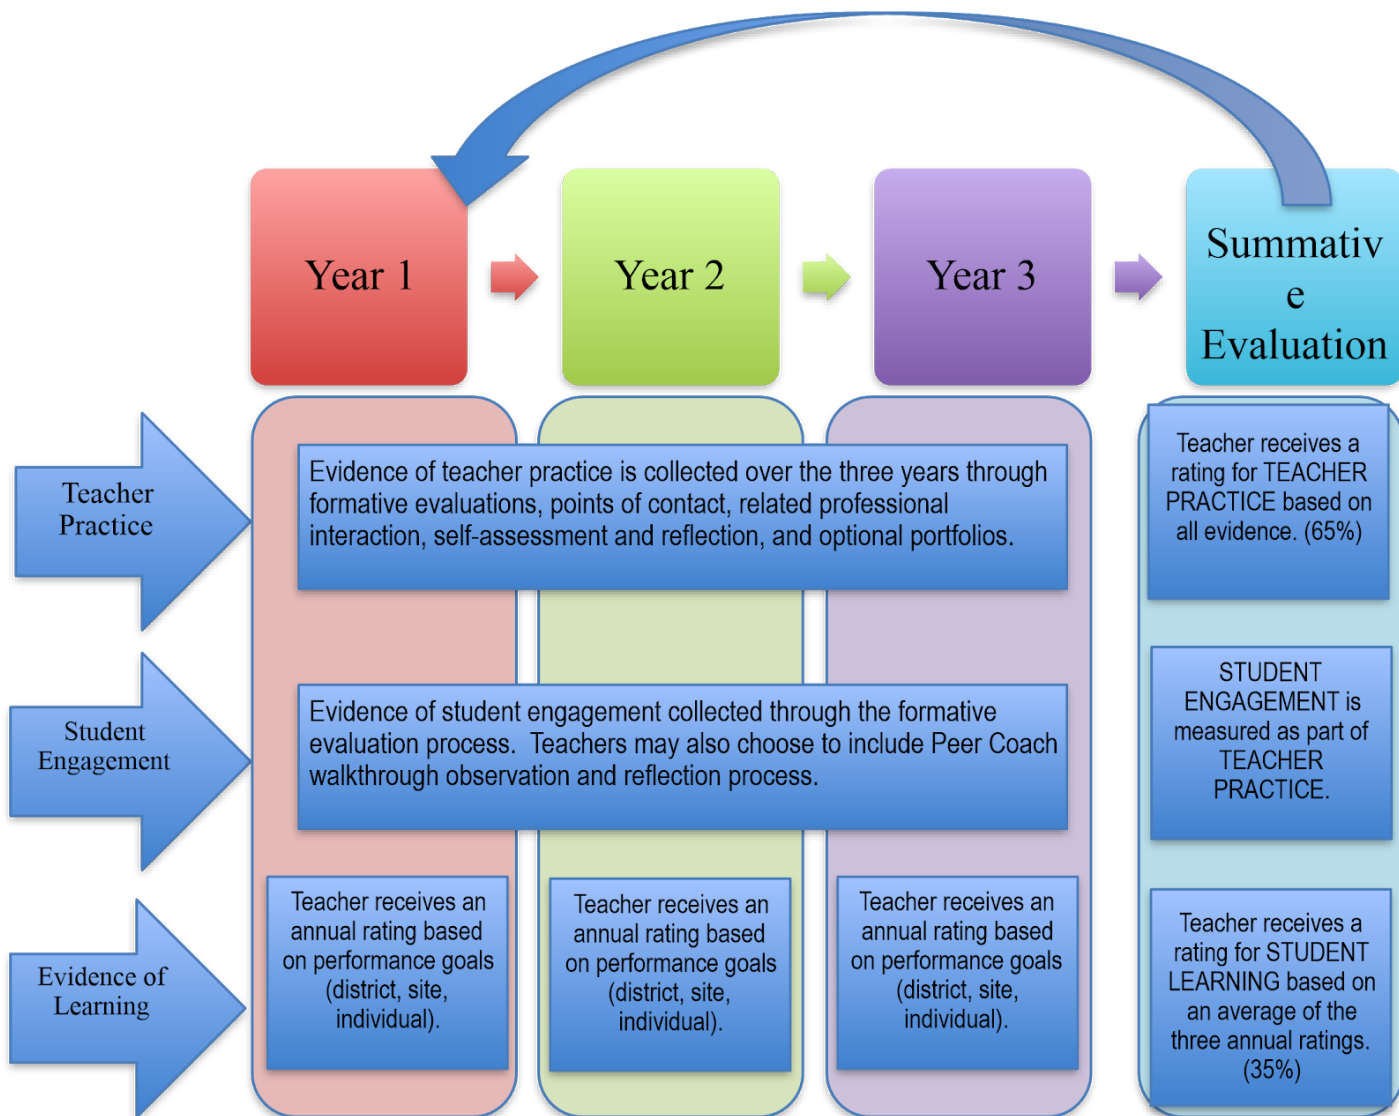 Year 1
Year 2
Year 3
Summativ
e
Evaluation
Teacher
Practice
Evidence of teacher practice is collected over the three years through
formative evaluations, points of contact, related professional
interaction, self-assessment and reflection, and optional portfolios.
Teacher receives a
rating for TEACHER
PRACTICE based on
all evidence. (65%)
Student
Engagement
Evidence of student engagement collected through the formative
evaluation process.  Teachers may also choose to include Peer Coach
walkthrough observation and reflection process.
STUDENT
ENGAGEMENT is
measured as part of
TEACHER
PRACTICE.
Evidence of
Learning
Teacher receives an
annual rating based
on performance goals
(district, site,
individual).
Teacher receives an
annual rating based
on performance goals
(district, site,
individual).
Teacher receives an
annual rating based
on performance goals
(district, site,
individual).
Teacher receives a
rating for STUDENT
LEARNING based on
an average of the
three annual ratings.
(35%)